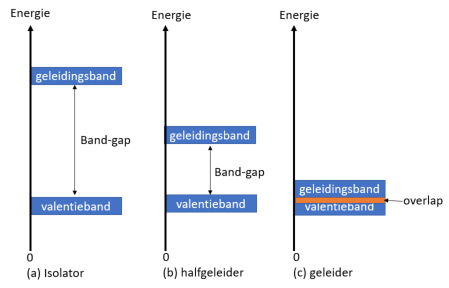 Energie
Energie
Energie
geleidingsband
Band-gap
valentieband
0
(a) Isolator
geleidingsband
Band-gap
valentieband
0
(b) halfgeleider
geleidingsband
valentieband
overlap
0
(c) geleider